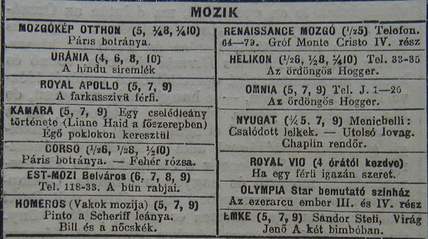 MOZIK
MOZGÓKÉP OTTHON (5, ¼8, ¼10)
Páris botránya.
URÁNIA (4, 6, 8, 10)
A hindu siremlék
ROYAL APOLLO (5, 7, 9)
A farkasszivü férfi.
KAMARA (5, 7, 9) Egy cselédleány
története (Liane Haid a főszerepben)
Égő poklokon keresztül
CORSO (½6, ½8, ½10)
Páris botránya. — Fehér rózsa.
EST-MOZI Belváros (6, 7, 8, 9)
Tel. 118-33. A bün rabjai.
HOMEROS (Vakok mozija) (5, 7, 9)
Pinto a Scheriff leánya.
Bill és a nőcskék.
RENAISSANCE MOZGÓ (½5) Telefon.
64—79. Gróf Monte Cristo IV. rész
HELIKON (½6, ½8, ½10) Tel. 33-35
Az ördöngös Hogger.
OMNIA (5, 7, 9) Tel. J. 1—26
Az ördöngös Hogger.
NYUGAT (½5. 7, 9) Menichelli:
Csalódott lelkek. — Utolsó lovag.
Chaplin rendőr.
ROYAL VIO (4 órától kezdve)
Ha egy férfi igazán szeret.
OLYMPIA Star bemutató szinház
Az ezerarcu ember III. és IV. rész
EMKE (5, 7, 9) Sándor Stefi, Virág
Jenő A-két bimbóban.